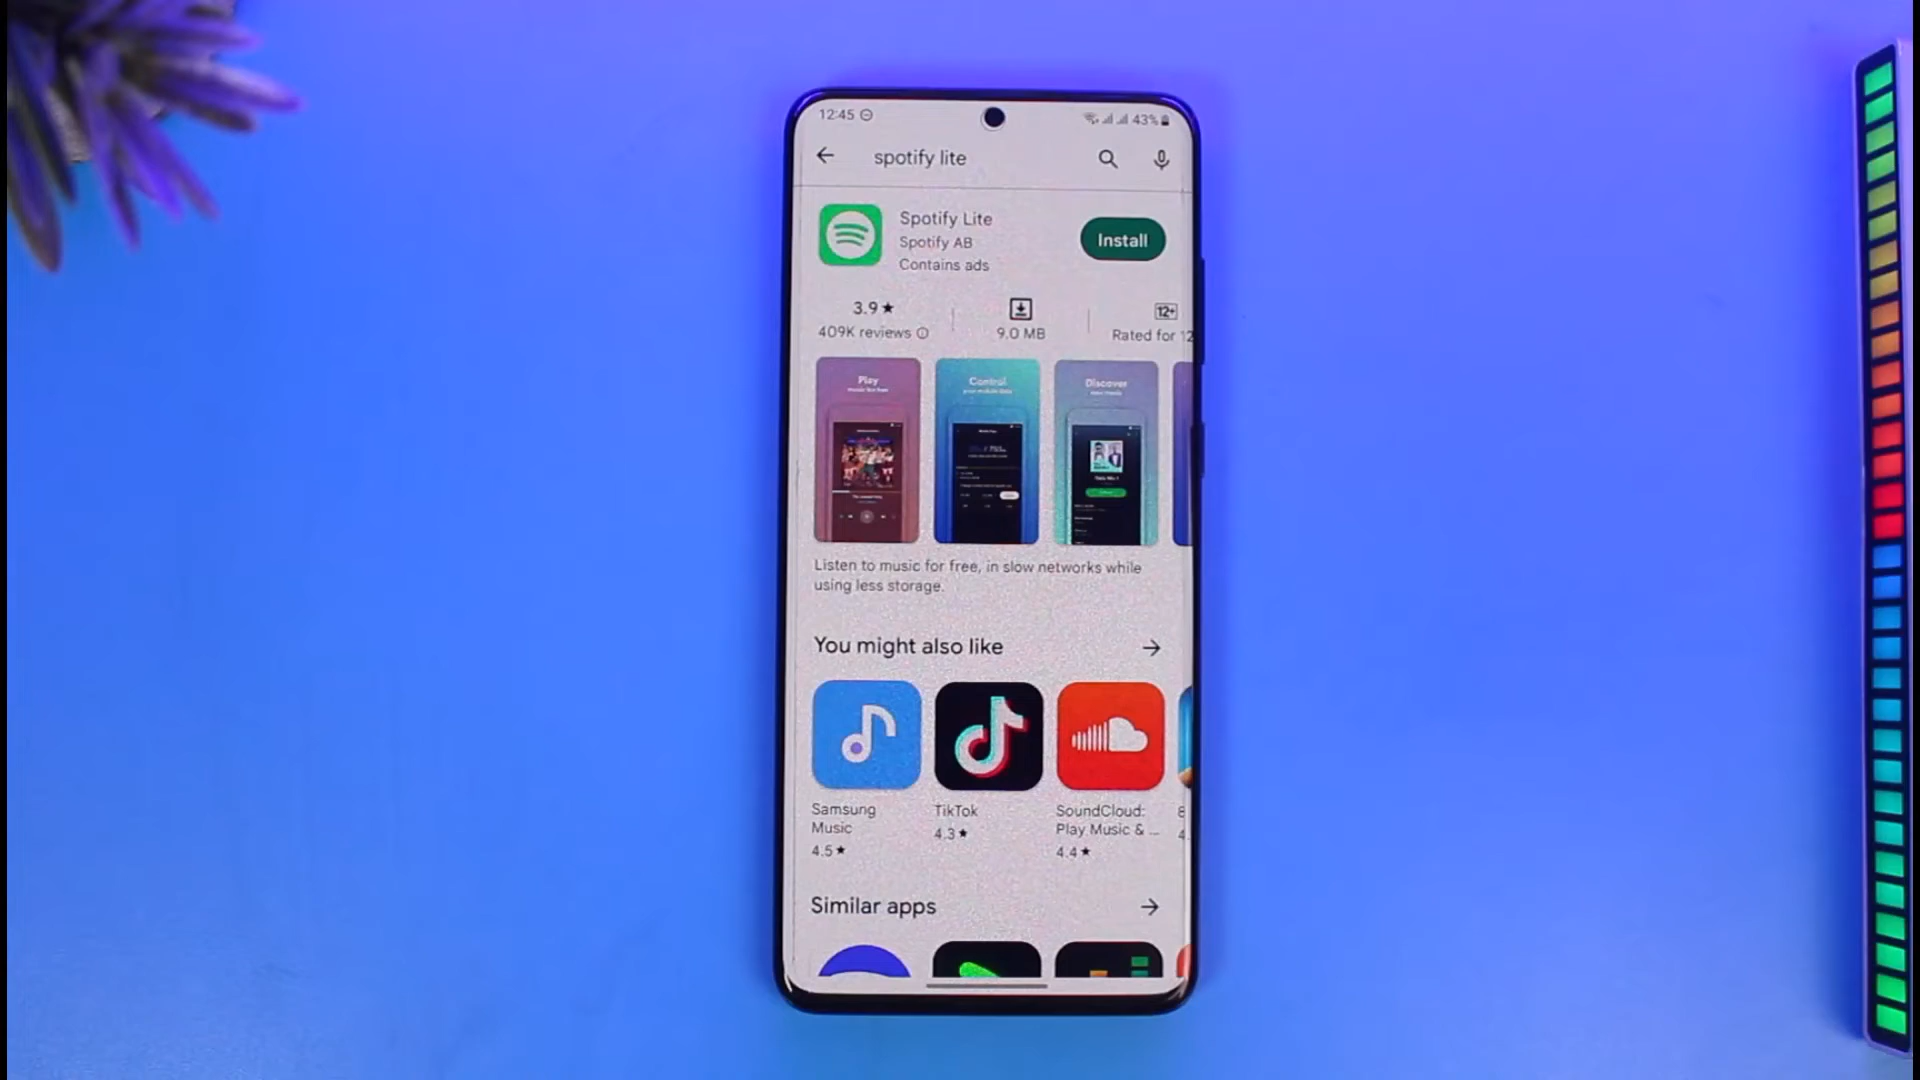 12:45
43%
spotify lite
Spotify Lite
Spotify AB
Contains ads
Install
3.9★
409K reviews
9.0 MB
12+
Rated for 12
Play
Control
Discover
Listen to music for free, in slow networks while
using less storage.
You might also like
Samsung
Music
4.5★
TikTok
4.3★
SoundCloud:
Play Music & ...
4.4★
4.
Similar apps